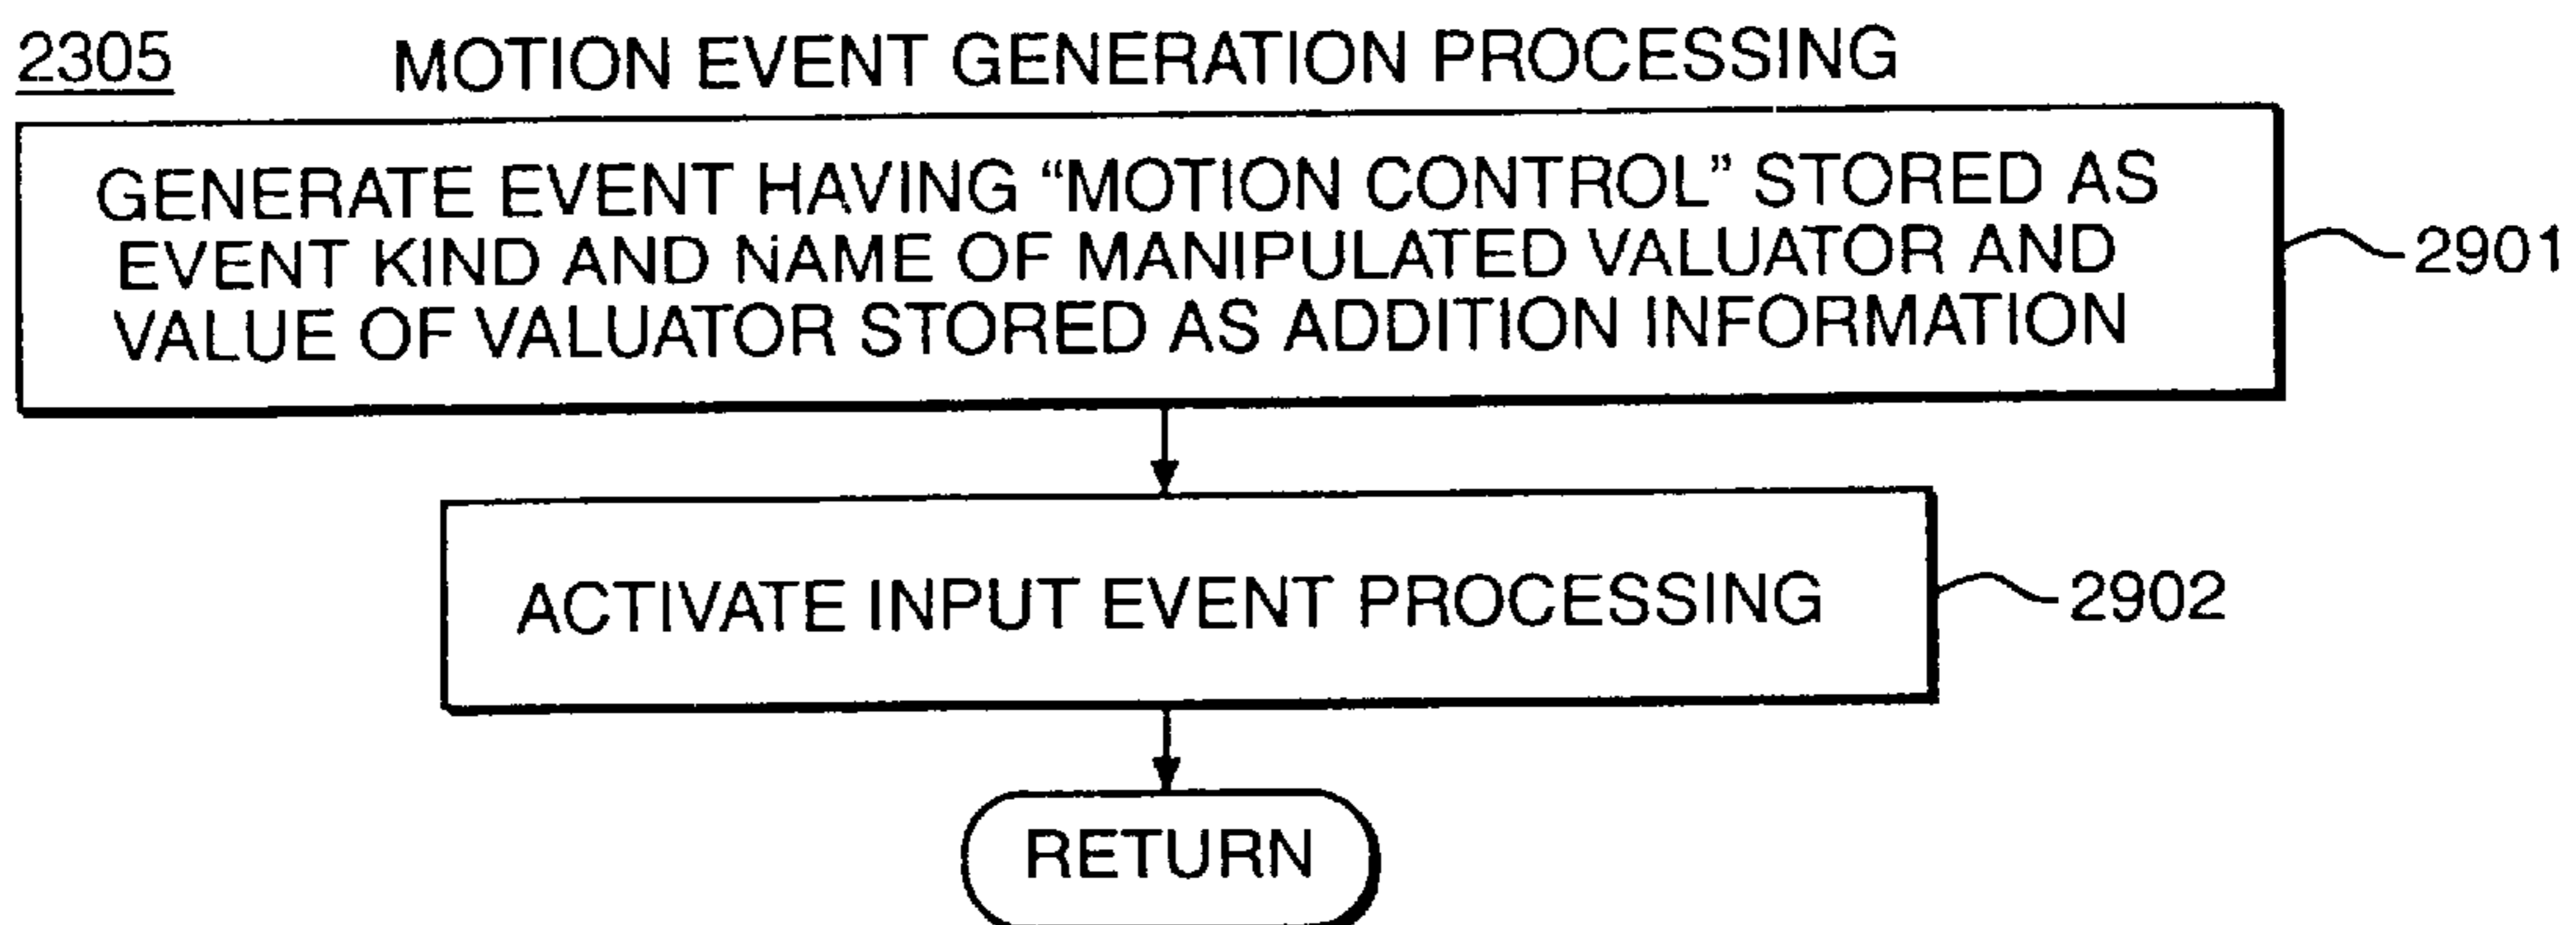 2305 MOTION EVENT GENERATION PROCESSING
GENERATE EVENT HAVING “MOTION CONTROL” STORED AS
EVENT KIND AND NAME OF MANIPULATED VALUATOR AND
VALUE OF VALUATOR STORED AS ADDITION INFORMATION
2901
ACTIVATE INPUT EVENT PROCESSING
2902
RETURN